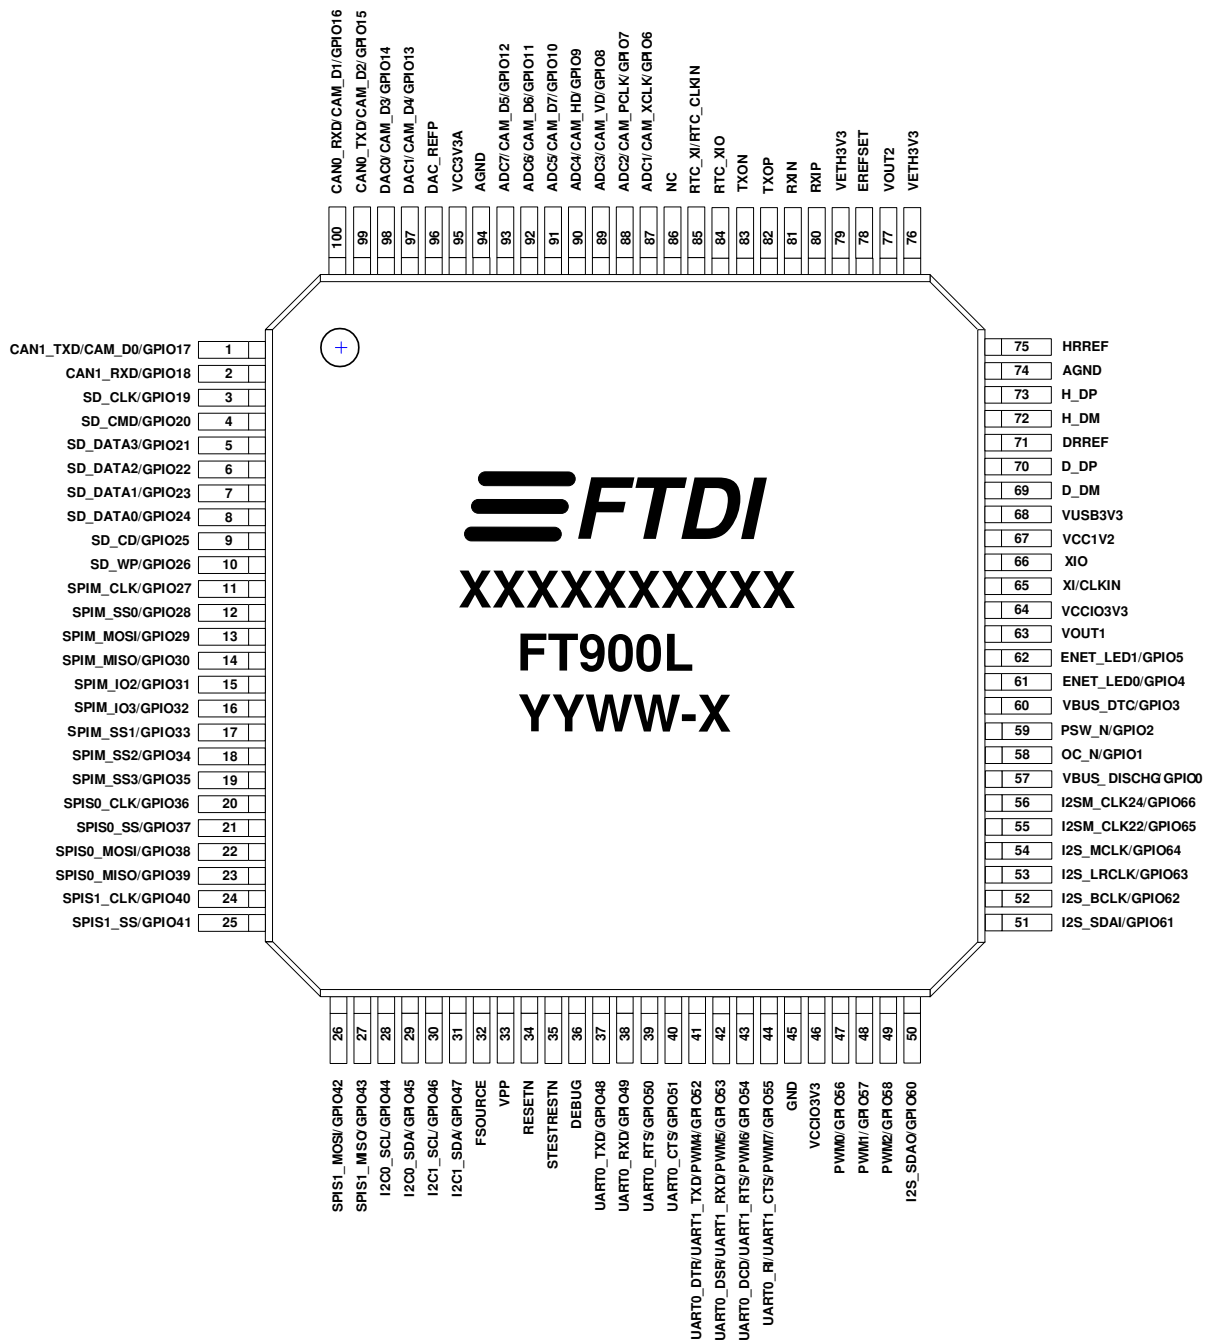 CAN0_RXD/CAM_D1/GPIO16
CAN0_TXD/CAM_D2/GPIO15
DAC0/CAM_D3/GPIO14
DAC1/CAM_D4/GPIO13
DAC_REFP
VCC3V3A
AGND
ADC7/CAM_D5/GPIO12
ADC6/CAM_D6/GPIO11
ADC5/CAM_D7/GPIO10
ADC4/CAM_HD/GPIO9
ADC3/CAM_VD/GPIO8
ADC2/CAM_PCLK/GPIO7
ADC1/CAM_XCLK/GPIO6
NC
RTC_XI/RTC_CLKIN
RTC_XIO
TXON
TXOP
RXIN
RXIP
VETH3V3
EREFSET
VOUT2
VETH3V3
100
99
98
97
96
95
94
93
92
91
90
89
88
87
86
85
84
83
82
81
80
79
78
77
76
CAN1_TXD/CAM_D0/GPIO17 1
CAN1_RXD/GPIO18 2
SD_CLK/GPIO19 3
SD_CMD/GPIO20 4
SD_DATA3/GPIO21 5
SD_DATA2/GPIO22 6
SD_DATA1/GPIO23 7
SD_DATA0/GPIO24 8
SD_CD/GPIO25 9
SD_WP/GPIO26 10
SPIM_CLK/GPIO27 11
SPIM_SS0/GPIO28 12
SPIM_MOSI/GPIO29 13
SPIM_MISO/GPIO30 14
SPIM_IO2/GPIO31 15
SPIM_IO3/GPIO32 16
SPIM_SS1/GPIO33 17
SPIM_SS2/GPIO34 18
SPIM_SS3/GPIO35 19
SPIS0_CLK/GPIO36 20
SPIS0_SS/GPIO37 21
SPIS0_MOSI/GPIO38 22
SPIS0_MISO/GPIO39 23
SPIS1_CLK/GPIO40 24
SPIS1_SS/GPIO41 25
FTDI
XXXXXXXXXX
FT900L
YYWW-X
75 HRREF
74 AGND
73 H_DP
72 H_DM
71 DRREF
70 D_DP
69 D_DM
68 VUSB3V3
67 VCC1V2
66 XIO
65 XI/CLKIN
64 VCCIO3V3
63 VOUT1
62 ENET_LED1/GPIO5
61 ENET_LED0/GPIO4
60 VBUS_DTC/GPIO3
59 PSW_N/GPIO2
58 OC_N/GPIO1
57 VBUS_DISCHG/GPIO0
56 I2SM_CLK24/GPIO66
55 I2SM_CLK22/GPIO65
54 I2S_MCLK/GPIO64
53 I2S_LRCLK/GPIO63
52 I2S_BCLK/GPIO62
51 I2S_SDAI/GPIO61
26
27
28
29
30
31
32
33
34
35
36
37
38
39
40
41
42
43
44
45
46
47
48
49
50
SPIS1_MOSI/GPIO42
SPIS1_MISO/GPIO43
I2C0_SCL/GPIO44
I2C0_SDA/GPIO45
I2C1_SCL/GPIO46
I2C1_SDA/GPIO47
FSOURCE
VPP
RESETN
STESTRESTN
DEBUG
UART0_TXD/GPIO48
UART0_RXD/GPIO49
UART0_RTS/GPIO50
UART0_CTS/GPIO51
UART0_DTR/UART1_TXD/PWM4/GPIO52
UART0_DSR/UART1_RXD/PWM5/GPIO53
UART0_DCD/UART1_RTS/PWM6/GPIO54
UART0_RI/UART1_CTS/PWM7/GPIO55
GND
VCCIO3V3
PWM0/GPIO56
PWM1/GPIO57
PWM2/GPIO58
I2S_SDAO/GPIO60